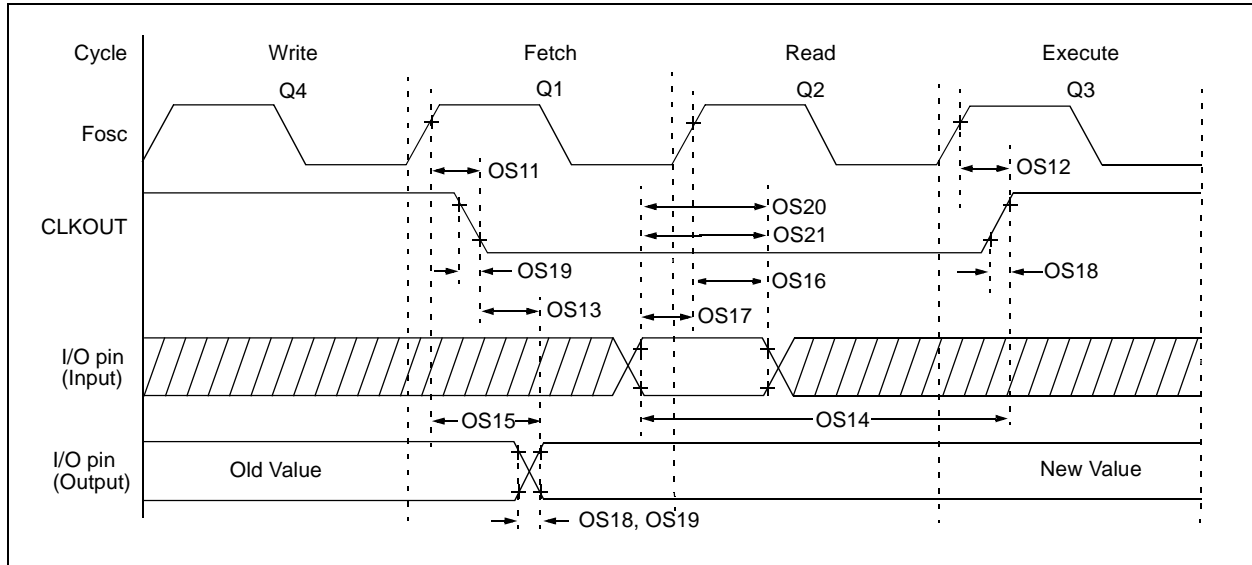 Cycle Write Fetch Read Execute
Q4 Q1 Q2 Q3
Fosc
OS11 OS12
OS20
CLKOUT
OS21
OS19 OS18
OS16
OS13 OS17
I/O pin
(Input)
OS15 OS14
I/O pin
(Output)
Old Value New Value
OS18, OS19